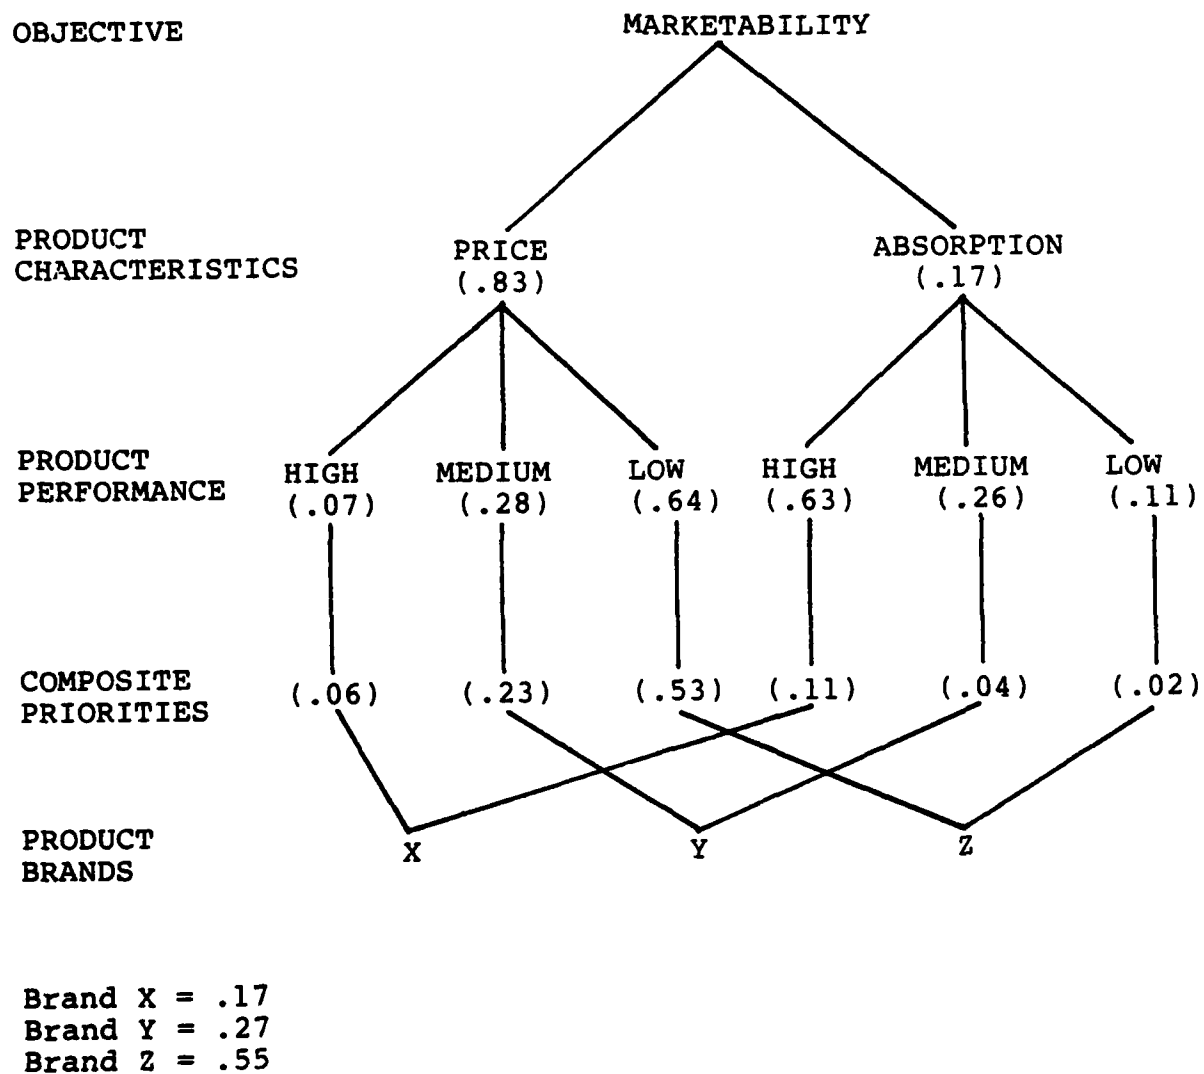 OBJECTIVE
MARKETABILITY
PRODUCT
CHARACTERISTICS
PRICE
(.83)
ABSORPTION
(.17)
PRODUCT
PERFORMANCE
HIGH
(.07)
MEDIUM
(.28)
LOW
(.64)
HIGH
(.63)
MEDIUM
(.26)
LOW
(.11)
COMPOSITE
PRIORITIES
(.06)
(.23)
(.53)
(.11)
(.04)
(.02)
PRODUCT
BRANDS
X
Y
Z
Brand X = .17
Brand Y = .27
Brand Z = .55